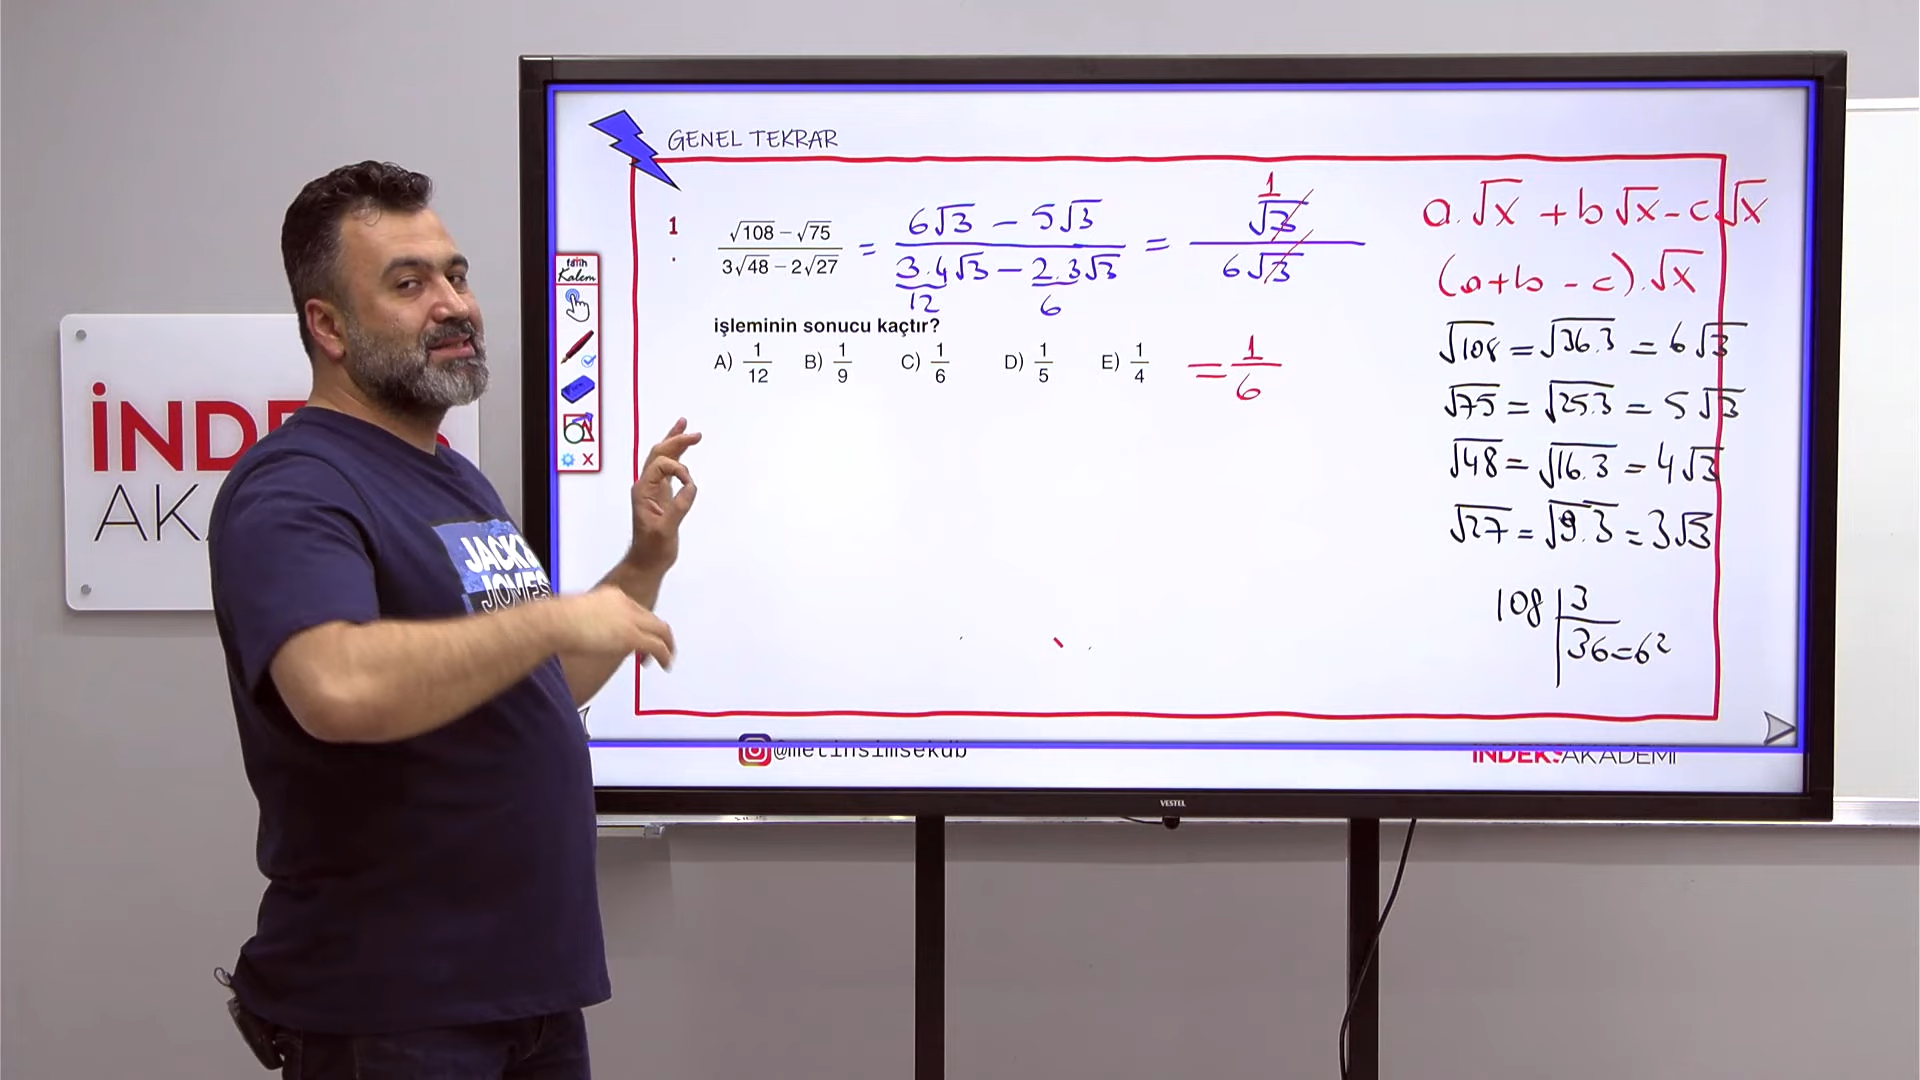 GENEL TEKRAR
1
.
√108 − √75 / 3√48 − 2√27 = 6√3 − 5√3 / 3.4√3 − 2.3√3 = √3 / 6√3
12 6
1
işleminin sonucu kaçtır?
A) 1/12 B) 1/9 C) 1/6 D) 1/5 E) 1/4
= 1/6
a.√x + b√x − c√x
(a+b − c).√x
√108 = √36.3 = 6√3
√75 = √25.3 = 5√3
√48 = √16.3 = 4√3
√27 = √9.3 = 3√3
108 | 3
36 = 6²
fatih
Kalem
X
@metinsimsekdb
İNDEKSAKADEMİ
VESTEL
İNDE
AK
JACK
JONES